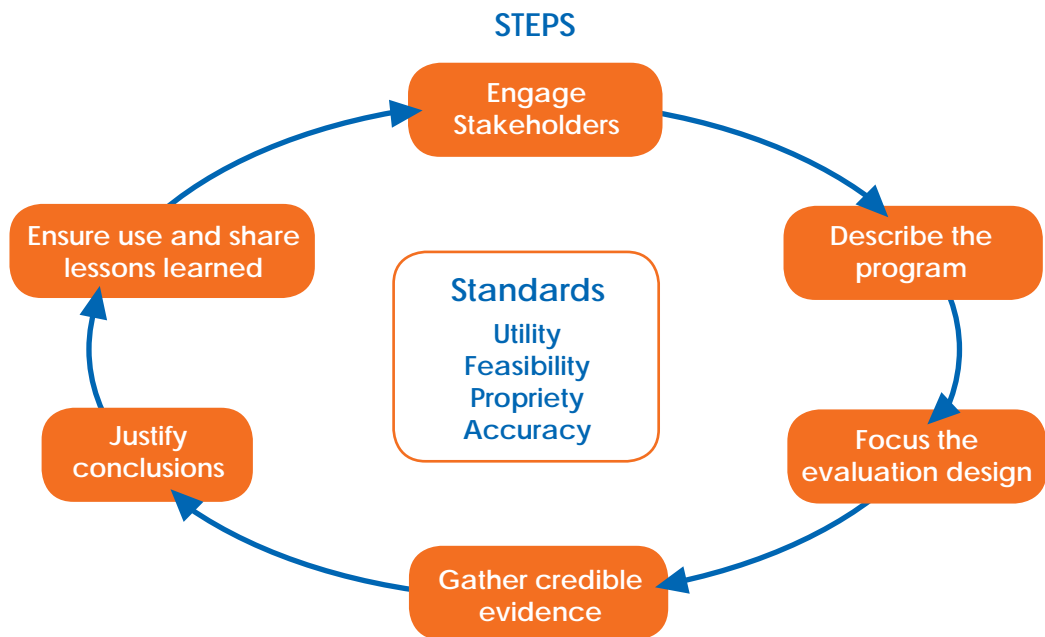 STEPS
Engage
Stakeholders
Describe the
program
Focus the
evaluation design
Gather credible
evidence
Justify
conclusions
Ensure use and share
lessons learned
Standards
Utility
Feasibility
Propriety
Accuracy